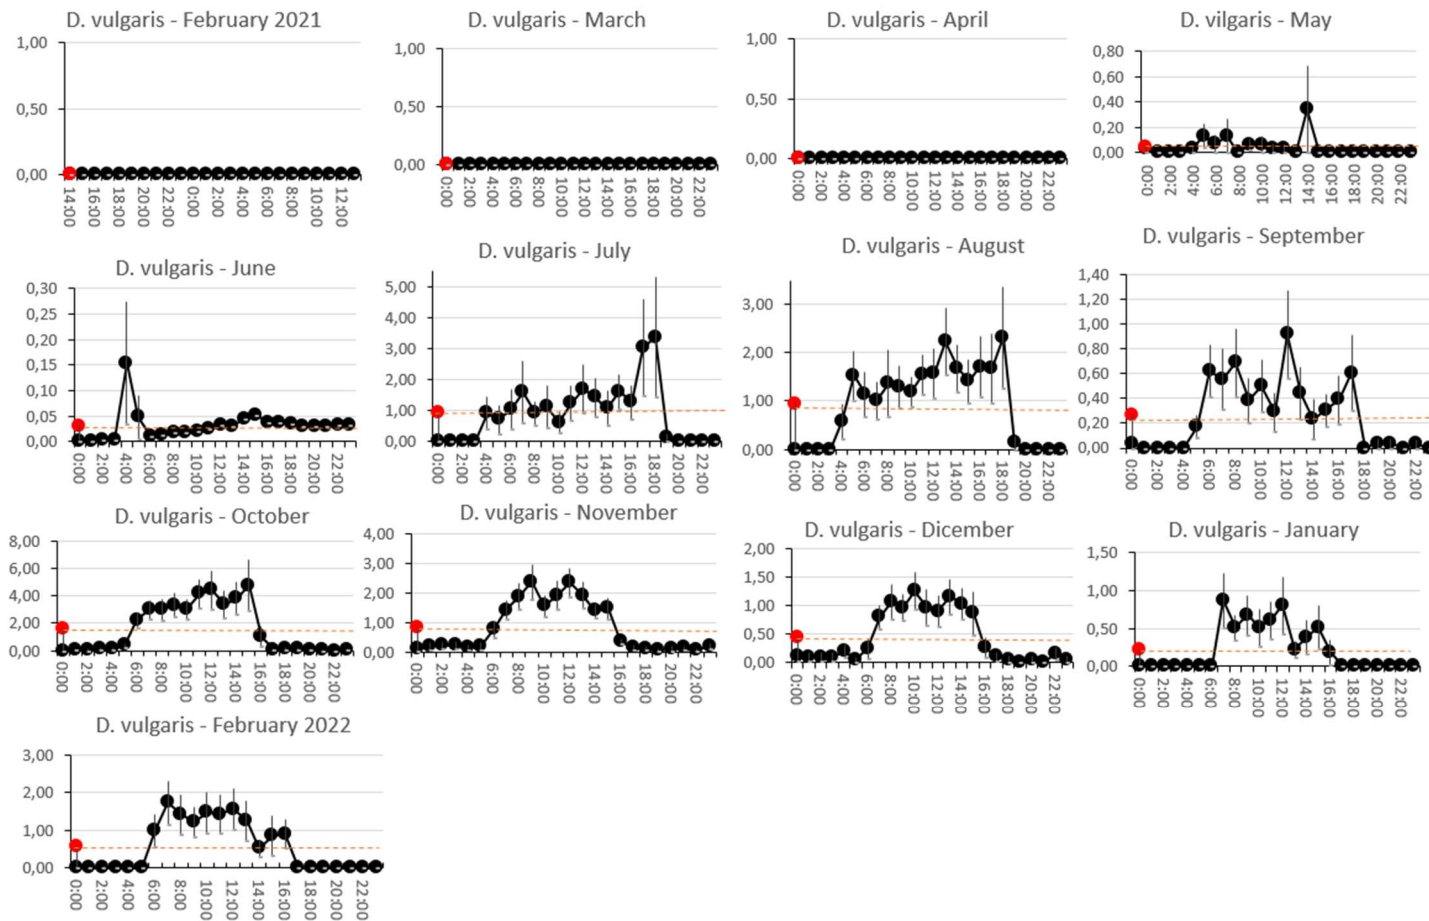 D. vulgaris - February 2021
1,00
0,50
0,00
14:00 16:00 18:00 20:00 22:00 0:00 2:00 4:00 6:00 8:00 10:00 12:00
D. vulgaris - March
1,00
0,50
0,00
0:00 2:00 4:00 6:00 8:00 10:00 12:00 14:00 16:00 18:00 20:00 22:00
D. vulgaris - April
1,00
0,50
0,00
0:00 2:00 4:00 6:00 8:00 10:00 12:00 14:00 16:00 18:00 20:00 22:00
D. vilgaris - May
0,80
0,60
0,40
0,20
0,00
0:00 2:00 4:00 6:00 8:00 10:00 12:00 14:00 16:00 18:00 20:00 22:00
D. vulgaris - June
0,30
0,25
0,20
0,15
0,10
0,05
0,00
0:00 2:00 4:00 6:00 8:00 10:00 12:00 14:00 16:00 18:00 20:00 22:00
D. vulgaris - July
5,00
4,00
3,00
2,00
1,00
0,00
0:00 2:00 4:00 6:00 8:00 10:00 12:00 14:00 16:00 18:00 20:00 22:00
D. vulgaris - August
3,00
2,00
1,00
0,00
0:00 2:00 4:00 6:00 8:00 10:00 12:00 14:00 16:00 18:00 20:00 22:00
D. vulgaris - September
1,40
1,20
1,00
0,80
0,60
0,40
0,20
0,00
0:00 2:00 4:00 6:00 8:00 10:00 12:00 14:00 16:00 18:00 20:00 22:00
D. vulgaris - October
8,00
6,00
4,00
2,00
0,00
0:00 2:00 4:00 6:00 8:00 10:00 12:00 14:00 16:00 18:00 20:00 22:00
D. vulgaris - November
4,00
3,00
2,00
1,00
0,00
0:00 2:00 4:00 6:00 8:00 10:00 12:00 14:00 16:00 18:00 20:00 22:00
D. vulgaris - Dicember
2,00
1,50
1,00
0,50
0,00
0:00 2:00 4:00 6:00 8:00 10:00 12:00 14:00 16:00 18:00 20:00 22:00
D. vulgaris - January
1,50
1,00
0,50
0,00
0:00 2:00 4:00 6:00 8:00 10:00 12:00 14:00 16:00 18:00 20:00 22:00
D. vulgaris - February 2022
3,00
2,00
1,00
0,00
0:00 2:00 4:00 6:00 8:00 10:00 12:00 14:00 16:00 18:00 20:00 22:00